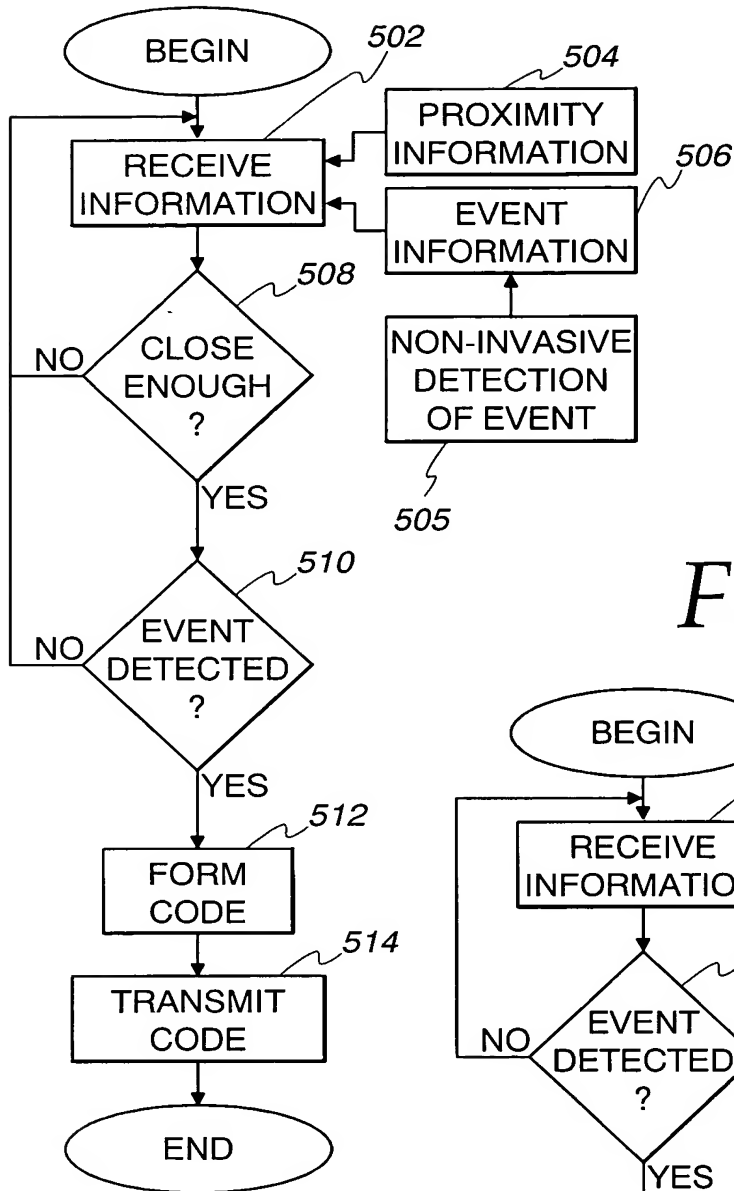 BEGIN
502
504
PROXIMITY
INFORMATION
506
RECEIVE
INFORMATION
EVENT
INFORMATION
508
CLOSE
ENOUGH
?
NO
YES
NON-INVASIVE
DETECTION
OF EVENT
505
510
EVENT
DETECTED
?
NO
YES
512
FORM
CODE
514
TRANSMIT
CODE
END
F
BEGIN
RECEIVE
EVENT
DETECTED
?
NO
YES